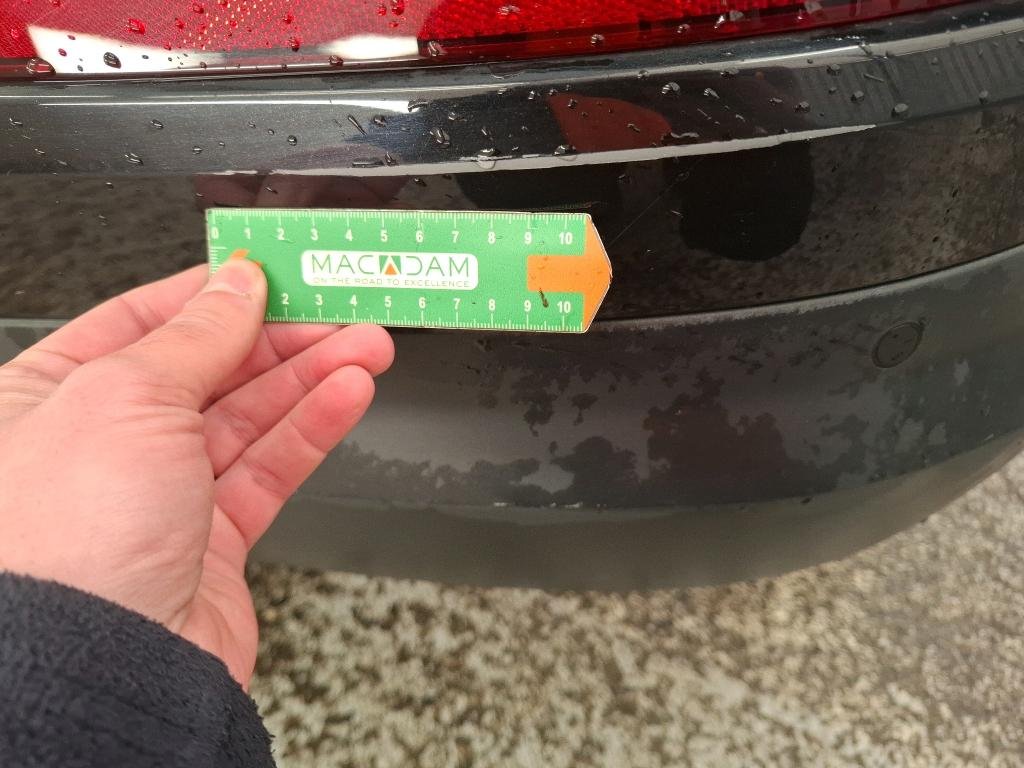 0 1 2 3 4 5 6 7 8 9 10
MACADAM
ON THE ROAD TO EXCELLENCE
2 3 4 5 6 7 8 9 10